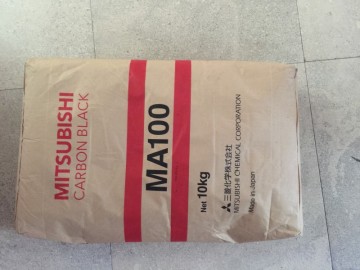 MITSUBISHI
CARBON BLACK
MA100
Net 10kg
三菱化学株式会社
MITSUBISHI CHEMICAL CORPORATION
Made in Japan